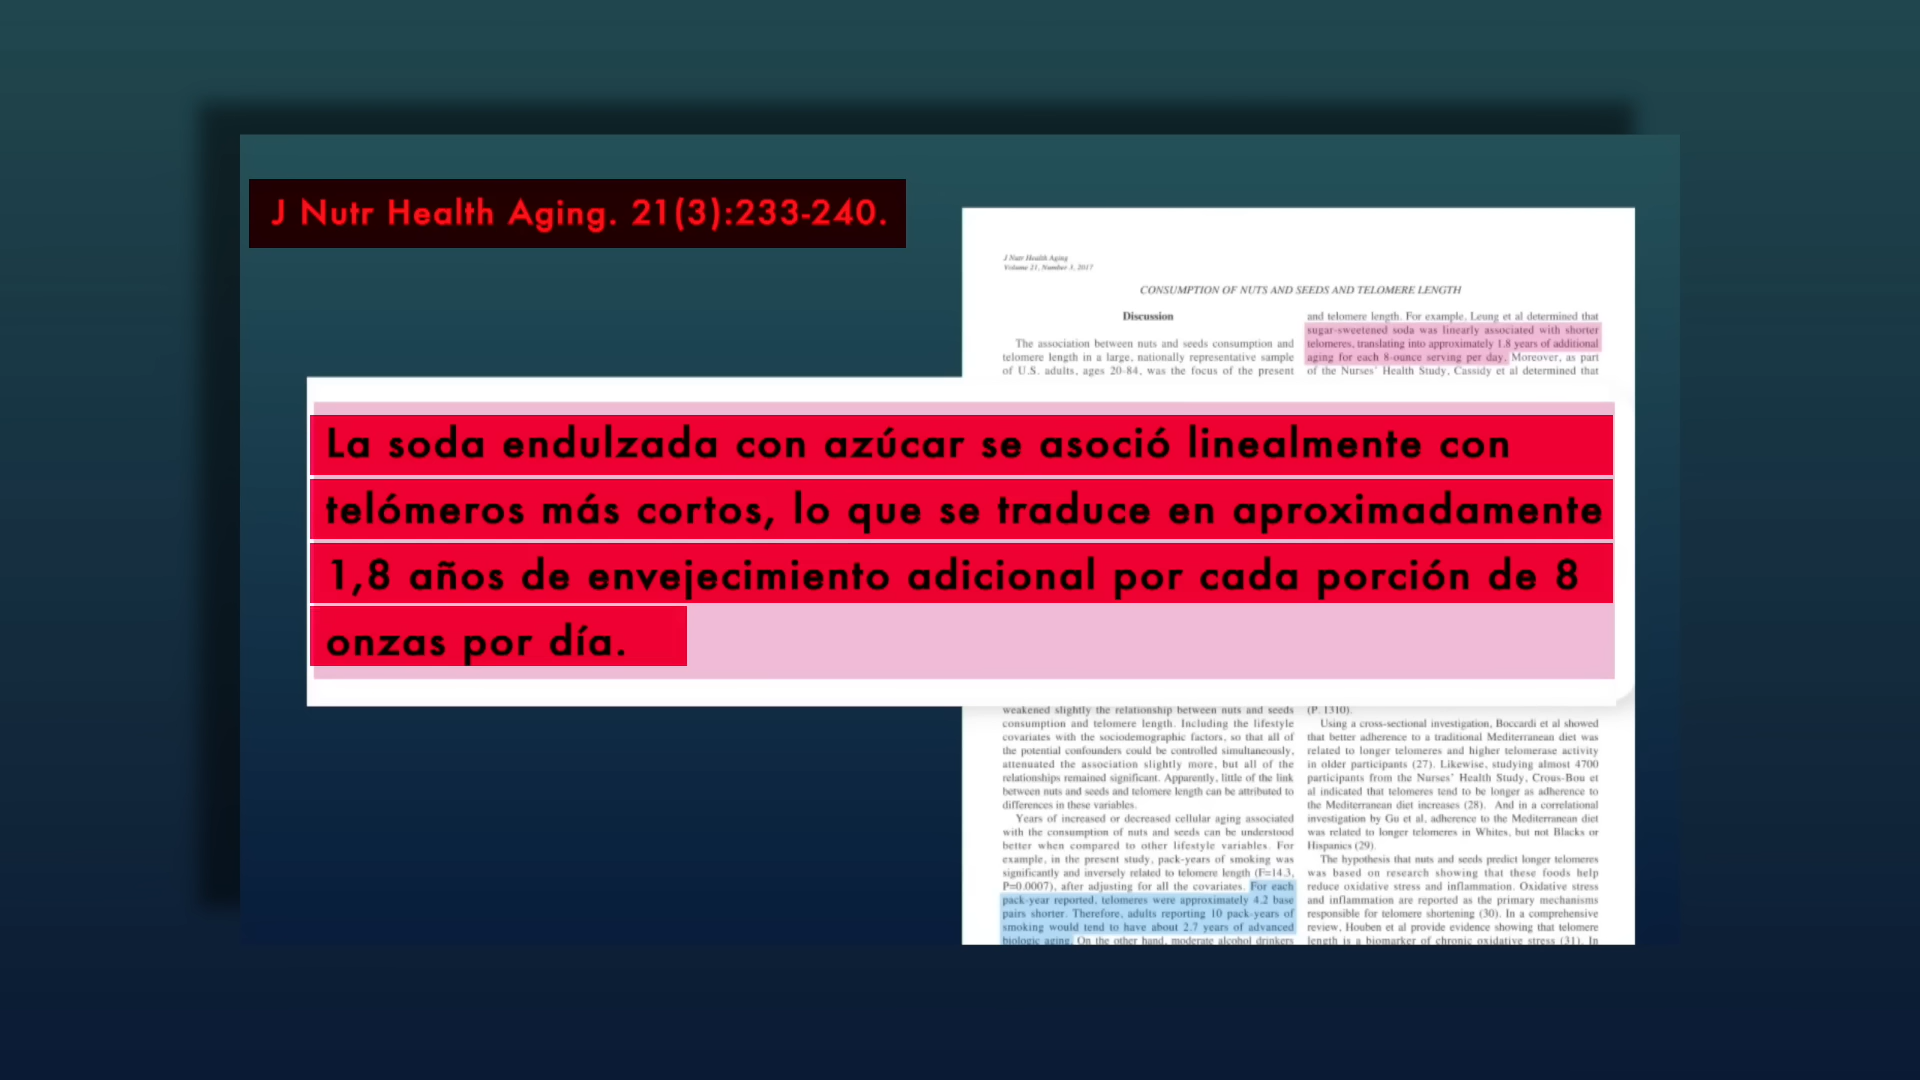 J Nutr Health Aging. 21(3):233-240.
J Nutr Health Aging
Volume 21, Number 3, 2017
CONSUMPTION OF NUTS AND SEEDS AND TELOMERE LENGTH
Discussion
The association between nuts and seeds consumption and
telomere length in a large, nationally representative sample
of U.S. adults, ages 20-84, was the focus of the present
and telomere length. For example, Leung et al determined that
sugar-sweetened soda was linearly associated with shorter
telomeres, translating into approximately 1.8 years of additional
aging for each 8-ounce serving per day. Moreover, as part
of the Nurses' Health Study, Cassidy et al determined that
La soda endulzada con azúcar se asoció linealmente con
telómeros más cortos, lo que se traduce en aproximadamente
1,8 años de envejecimiento adicional por cada porción de 8
onzas por día.
weakened slightly the relationship between nuts and seeds
consumption and telomere length. Including the lifestyle
covariates with the sociodemographic factors, so that all of
the potential confounders could be controlled simultaneously,
attenuated the association slightly more, but all of the
relationships remained significant. Apparently, little of the link
between nuts and seeds and telomere length can be attributed to
differences in these variables.
Years of increased or decreased cellular aging associated
with the consumption of nuts and seeds can be understood
better when compared to other lifestyle variables. For
example, in the present study, pack-years of smoking was
significantly and inversely related to telomere length (F=14.3,
P=0.0007), after adjusting for all the covariates. For each
pack-year reported, telomeres were approximately 4.2 base
pairs shorter. Therefore, adults reporting 10 pack-years of
smoking would tend to have about 2.7 years of advanced
biologic aging. On the other hand, moderate alcohol drinkers
(P. 1310).
Using a cross-sectional investigation, Boccardi et al showed
that better adherence to a traditional Mediterranean diet was
related to longer telomeres and higher telomerase activity
in older participants (27). Likewise, studying almost 4700
participants from the Nurses' Health Study, Crous-Bou et
al indicated that telomeres tend to be longer as adherence to
the Mediterranean diet increases (28). And in a correlational
investigation by Gu et al, adherence to the Mediterranean diet
was related to longer telomeres in Whites, but not Blacks or
Hispanics (29).
The hypothesis that nuts and seeds predict longer telomeres
was based on research showing that these foods help
reduce oxidative stress and inflammation. Oxidative stress
and inflammation are reported as the primary mechanisms
responsible for telomere shortening (30). In a comprehensive
review, Houben et al provide evidence showing that telomere
length is a biomarker of chronic oxidative stress (31). In